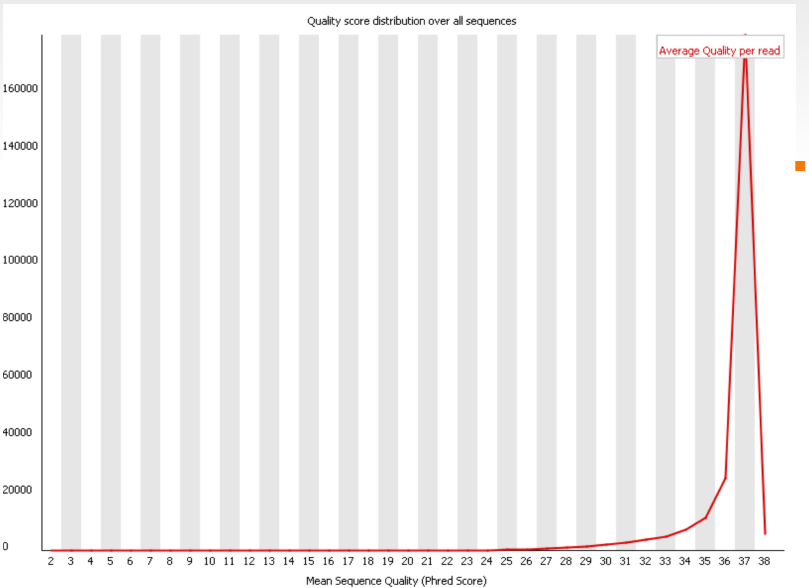 Quality score distribution over all sequences
Average Quality per read
160000
140000
120000
100000
80000
60000
40000
20000
0
2 3 4 5 6 7 8 9 10 11 12 13 14 15 16 17 18 19 20 21 22 23 24 25 26 27 28 29 30 31 32 33 34 35 36 37 38
Mean Sequence Quality (Phred Score)